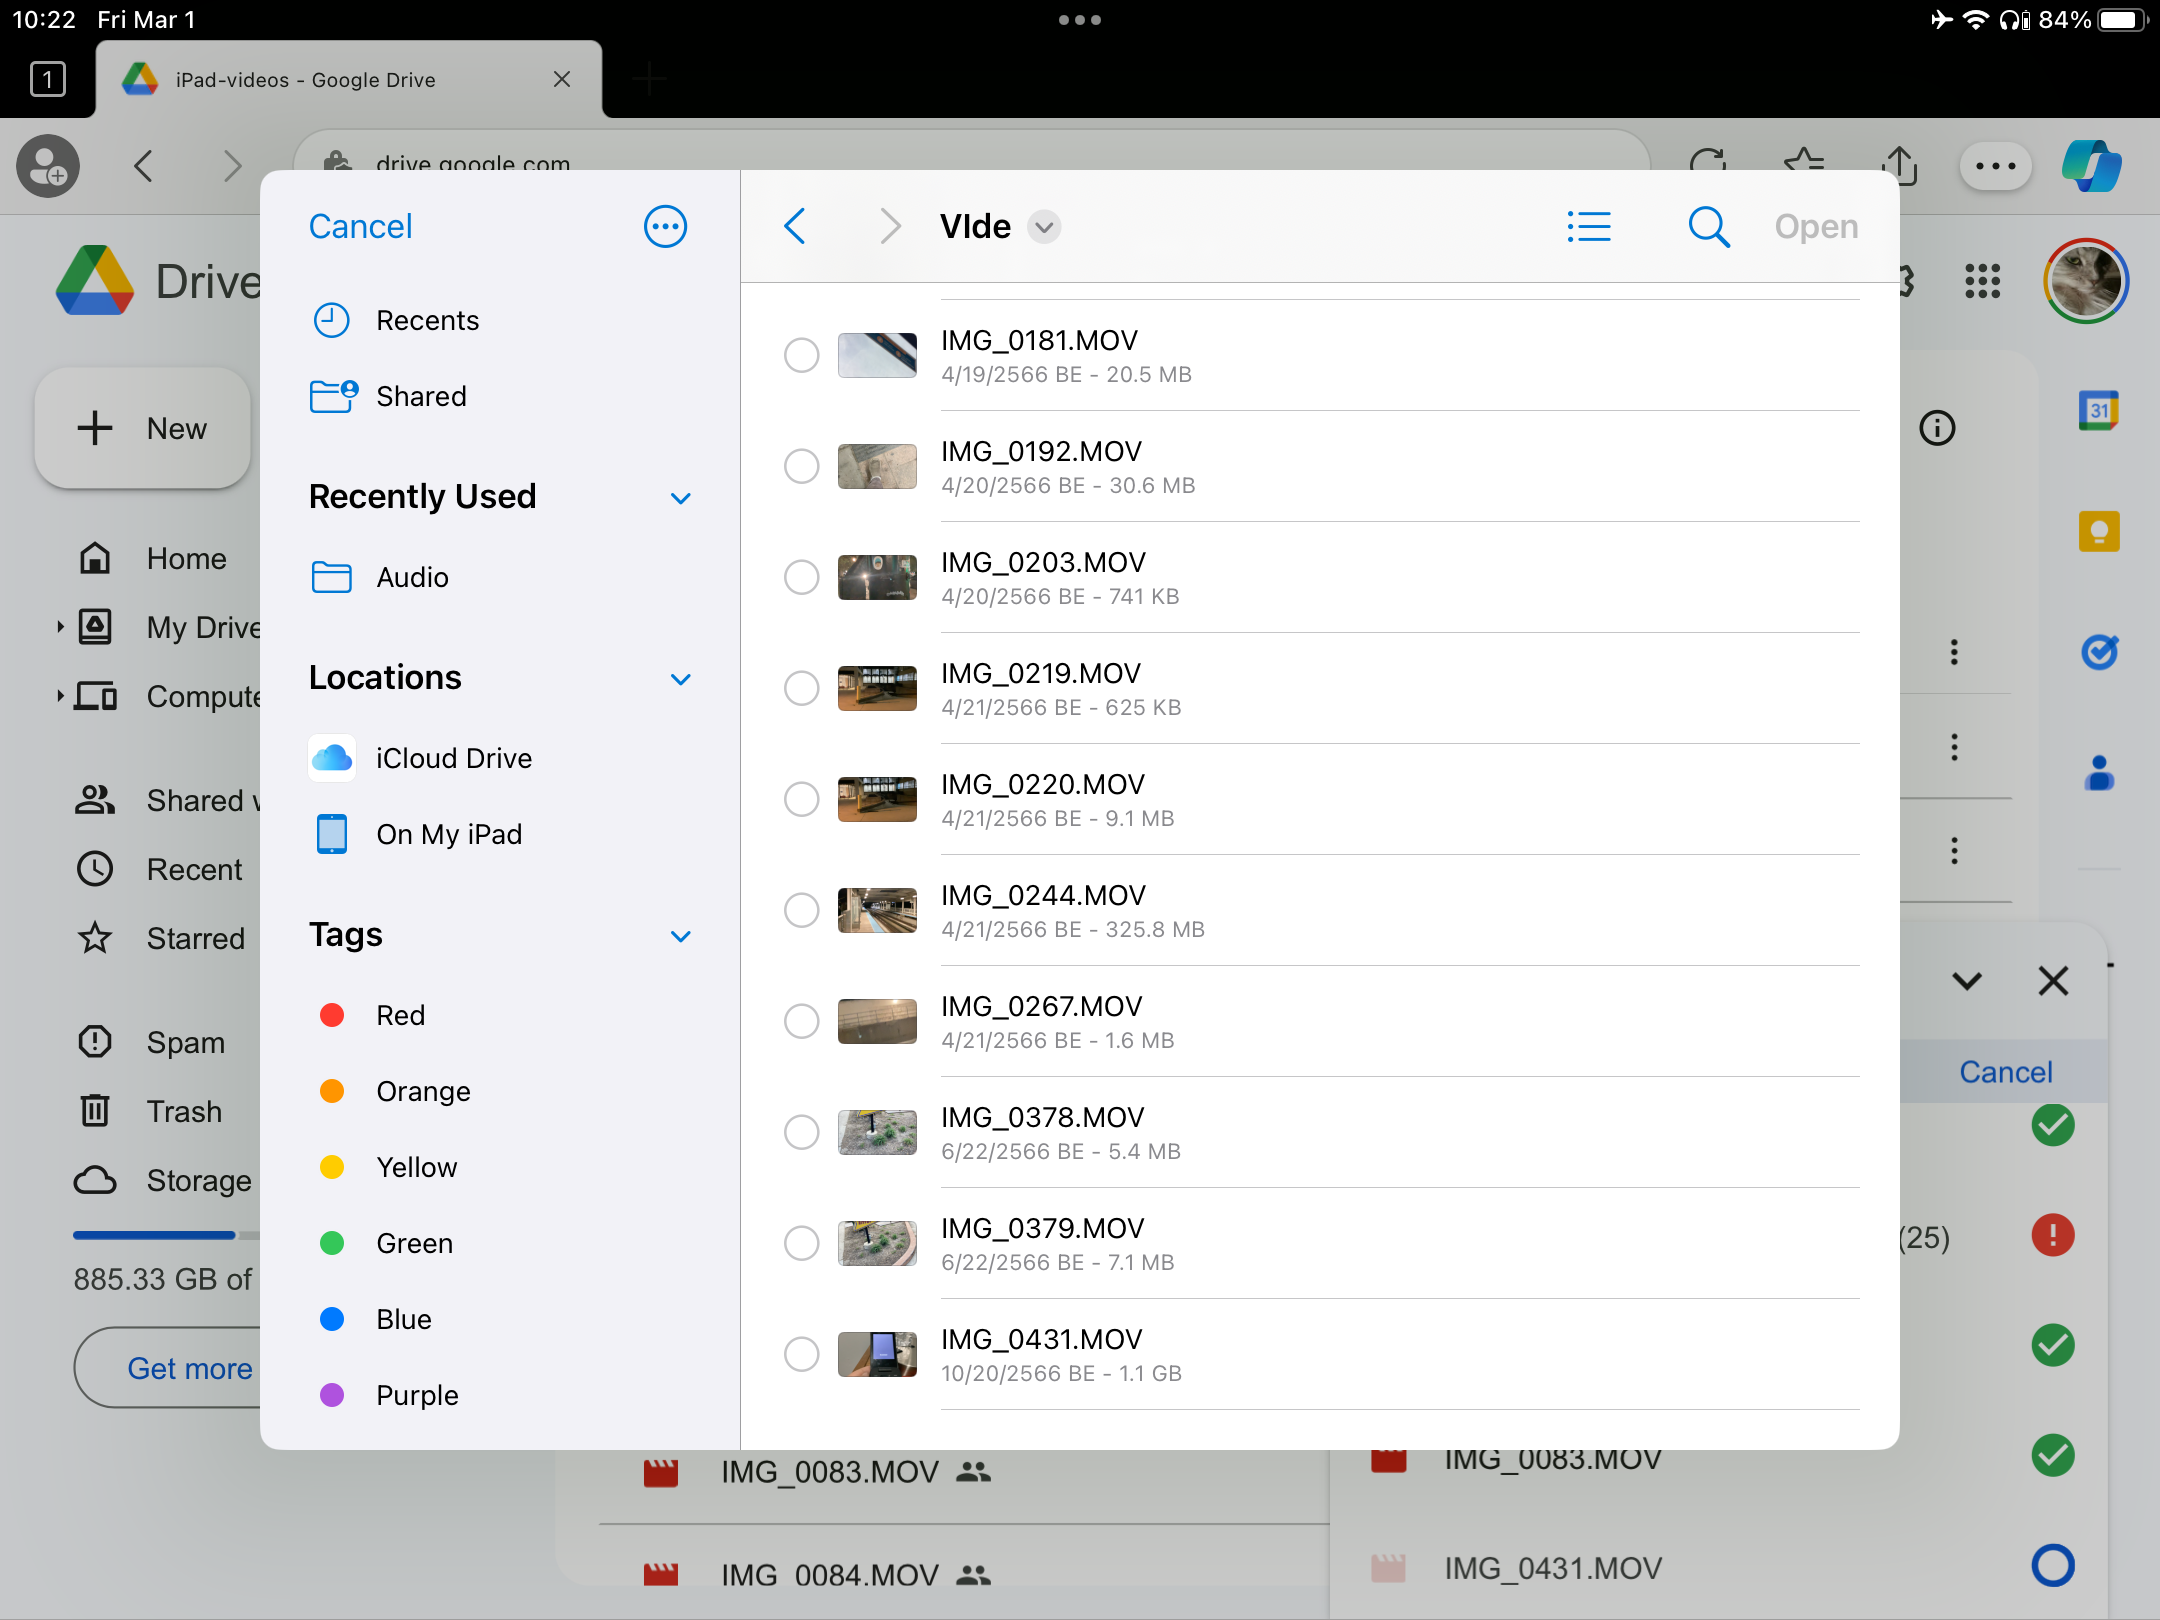 10:22 Fri Mar 1
84%
1
iPad-videos - Google Drive
drive.google.com
Cancel
VIde
Open
Drive
Recents
Shared
New
31
Recently Used
Audio
Home
My Drive
Locations
iCloud Drive
On My iPad
Shared
Recent
Starred
Tags
Red
Orange
Yellow
Green
Blue
Purple
Spam
Trash
Storage
885.33 GB of
Get more
IMG_0181.MOV
4/19/2566 BE - 20.5 MB
IMG_0192.MOV
4/20/2566 BE - 30.6 MB
IMG_0203.MOV
4/20/2566 BE - 741 KB
IMG_0219.MOV
4/21/2566 BE - 625 KB
IMG_0220.MOV
4/21/2566 BE - 9.1 MB
IMG_0244.MOV
4/21/2566 BE - 325.8 MB
IMG_0267.MOV
4/21/2566 BE - 1.6 MB
IMG_0378.MOV
6/22/2566 BE - 5.4 MB
IMG_0379.MOV
6/22/2566 BE - 7.1 MB
IMG_0431.MOV
10/20/2566 BE - 1.1 GB
Cancel
(25)
IMG_0083.MOV
IMG_0084.MOV
IMG_0083.MOV
IMG_0431.MOV